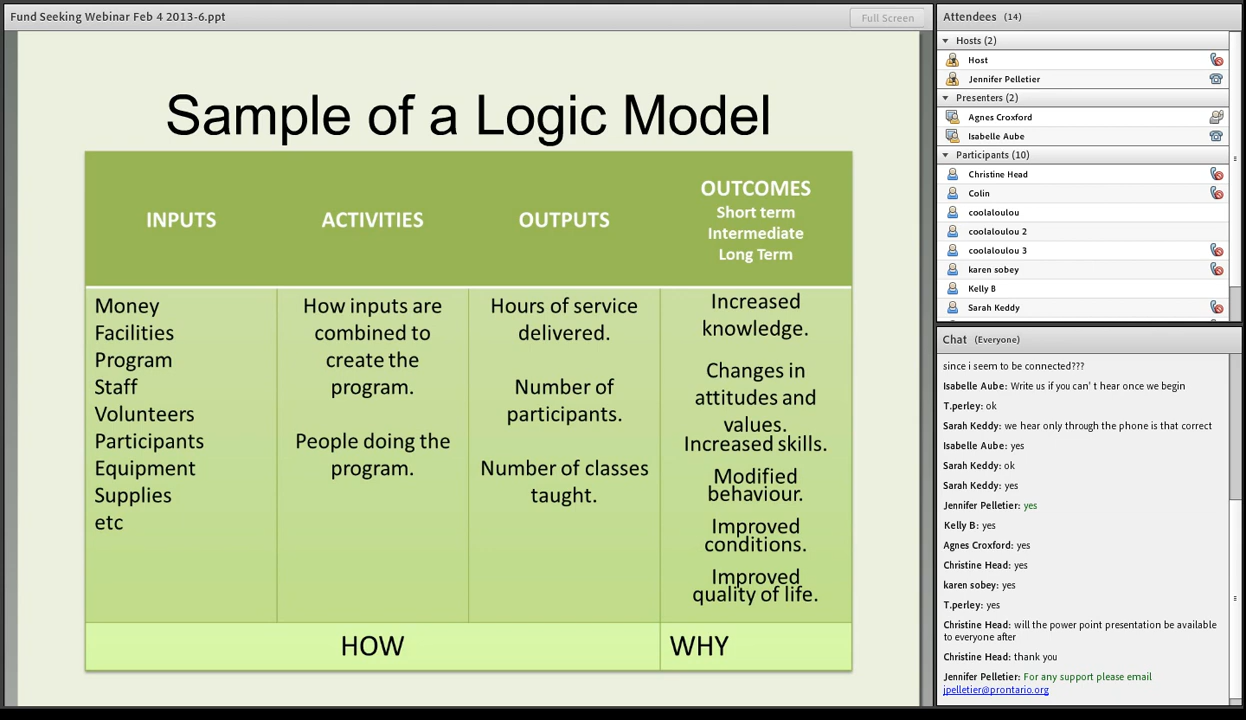 Fund Seeking Webinar Feb 4 2013-6.ppt
Full Screen
Sample of a Logic Model
INPUTS
ACTIVITIES
OUTPUTS
OUTCOMES
Short term
Intermediate
Long Term
Money
Facilities
Program
Staff
Volunteers
Participants
Equipment
Supplies
etc
How inputs are
combined to
create the
program.
People doing the
program.
Hours of service
delivered.
Number of
participants.
Number of classes
taught.
Increased
knowledge.
Changes in
attitudes and
values.
Increased skills.
Modified
behaviour.
Improved
conditions.
Improved
quality of life.
HOW
WHY
Attendees (14)
Hosts (2)
Host
Jennifer Pelletier
Presenters (2)
Agnes Croxford
Isabelle Aube
Participants (10)
Christine Head
Colin
coolaloulou
coolaloulou 2
coolaloulou 3
karen sobey
Kelly B
Sarah Keddy
Chat (Everyone)
since i seem to be connected???
Isabelle Aube: Write us if you can' t hear once we begin
T.perley: ok
Sarah Keddy: we hear only through the phone is that correct
Isabelle Aube: yes
Sarah Keddy: ok
Sarah Keddy: yes
Jennifer Pelletier: yes
Kelly B: yes
Agnes Croxford: yes
Christine Head: yes
karen sobey: yes
T.perley: yes
Christine Head: will the power point presentation be available
to everyone after
Christine Head: thank you
Jennifer Pelletier: For any support please email
jpelletier@prontario.org